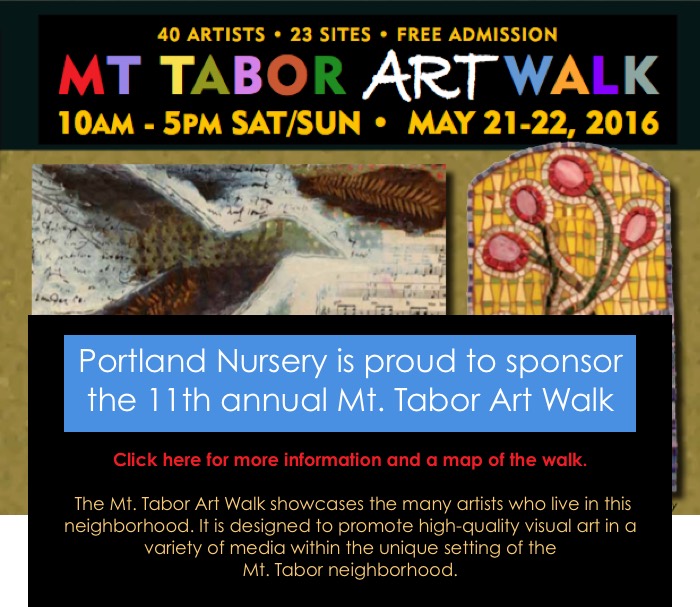 40 ARTISTS • 23 SITES • FREE ADMISSION
MT TABOR ART WALK
10AM - 5PM SAT/SUN • MAY 21-22, 2016
Portland Nursery is proud to sponsor
the 11th annual Mt. Tabor Art Walk
Click here for more information and a map of the walk.
The Mt. Tabor Art Walk showcases the many artists who live in this
neighborhood. It is designed to promote high-quality visual art in a
variety of media within the unique setting of the
Mt. Tabor neighborhood.